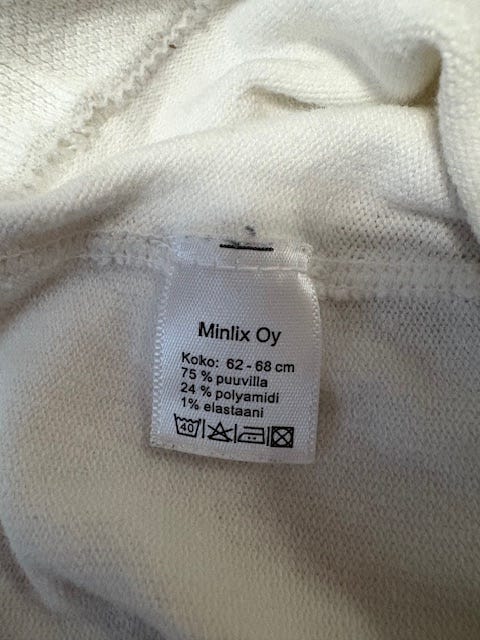 Minlix Oy
Koko: 62 - 68 cm
75 % puuvilla
24 % polyamidi
1% elastaani
40